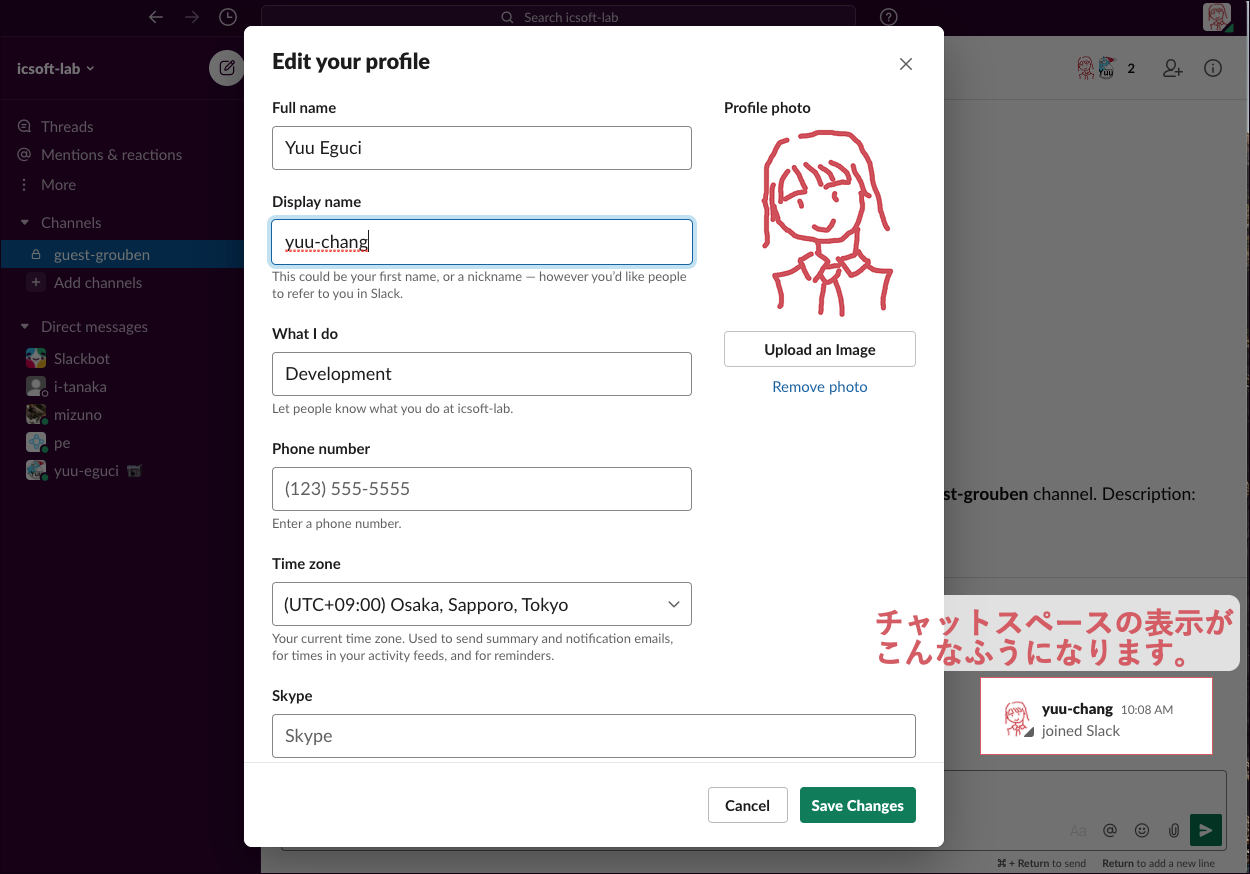 Search icsoft-lab
icsoft-lab
Threads
Mentions & reactions
More
Channels
guest-grouben
Add channels
Direct messages
Slackbot
i-tanaka
mizuno
pe
yuu-eguci
Edit your profile
Full name
Yuu Eguci
Display name
yuu-chang
This could be your first name, or a nickname — however you’d like people
to refer to you in Slack.
What I do
Development
Let people know what you do at icsoft-lab.
Phone number
(123) 555-5555
Enter a phone number.
Time zone
(UTC+09:00) Osaka, Sapporo, Tokyo
Your current time zone. Used to send summary and notification emails,
for times in your activity feeds, and for reminders.
Skype
Skype
Profile photo
Upload an Image
Remove photo
Cancel
Save Changes
Yuu
2
st-grouben channel. Description:
チャットスペースの表示が
こんなふうになります。
yuu-chang 10:08 AM
joined Slack
Aa
⌘ + Return to send Return to add a new line